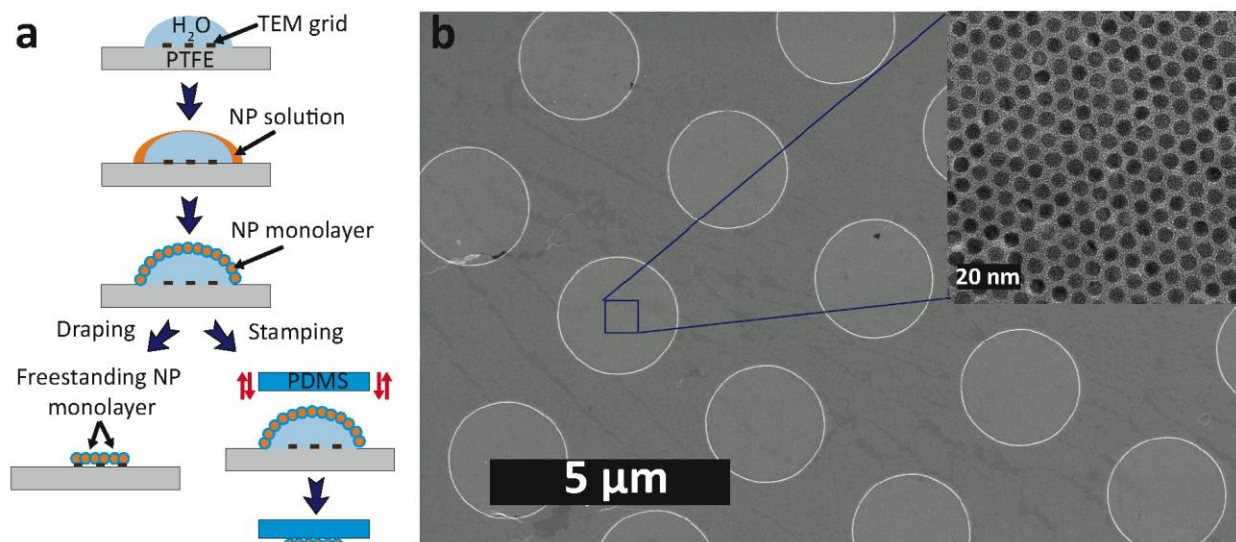 a
H₂O
TEM grid
PTFE
NP solution
NP monolayer
Draping
Stamping
Freestanding NP
monolayer
PDMS
b
20 nm
5 µm